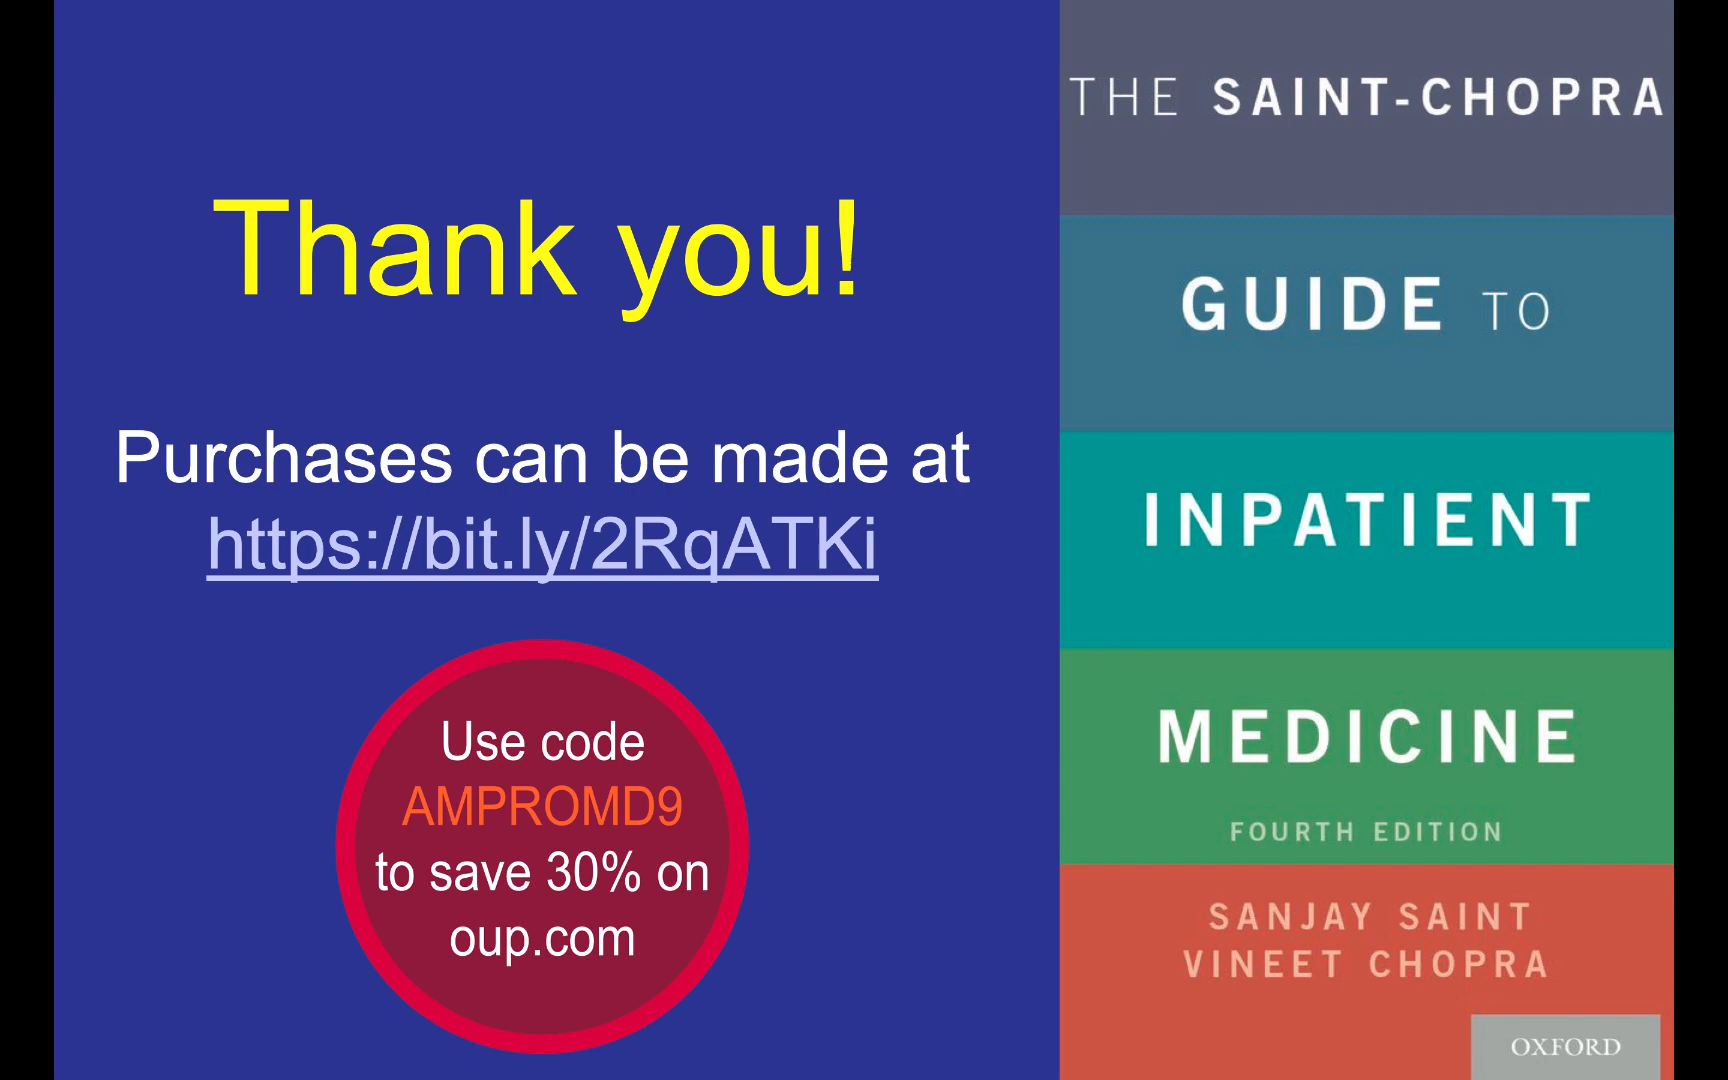 Thank you!
Purchases can be made at
https://bit.ly/2RqATKi
Use code
AMPROMD9
to save 30% on
oup.com
THE SAINT-CHOPRA
GUIDE TO
INPATIENT
MEDICINE
FOURTH EDITION
SANJAY SAINT
VINEET CHOPRA
OXFORD